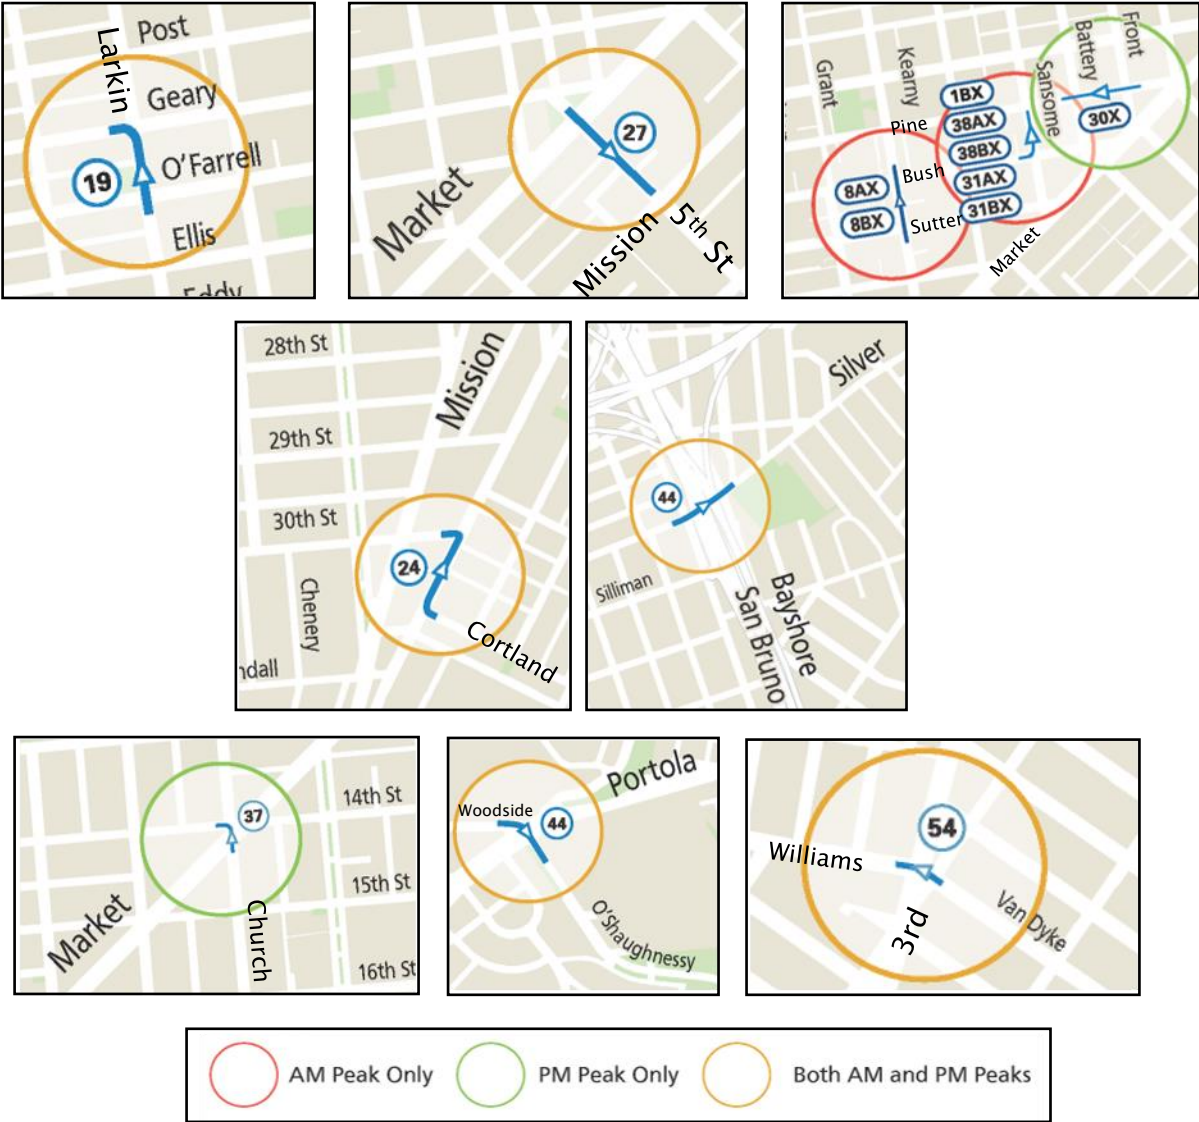 Post
Larkin
Geary
O'Farrell
19
Ellis
Eddy
27
Market
Mission
5th St
Front
Battery
Kearny
Grant
Sansome
1BX
30X
38AX
Pine
38BX
Bush
31AX
8AX
31BX
8BX
Sutter
Market
28th St
Mission
29th St
30th St
24
Chenery
Cortland
ndall
Silver
44
Silliman
Bayshore
San Bruno
37
14th St
15th St
Market
Church
16th St
Portola
Woodside
44
O'Shaughnessy
54
Williams
Van Dyke
3rd
AM Peak Only
PM Peak Only
Both AM and PM Peaks